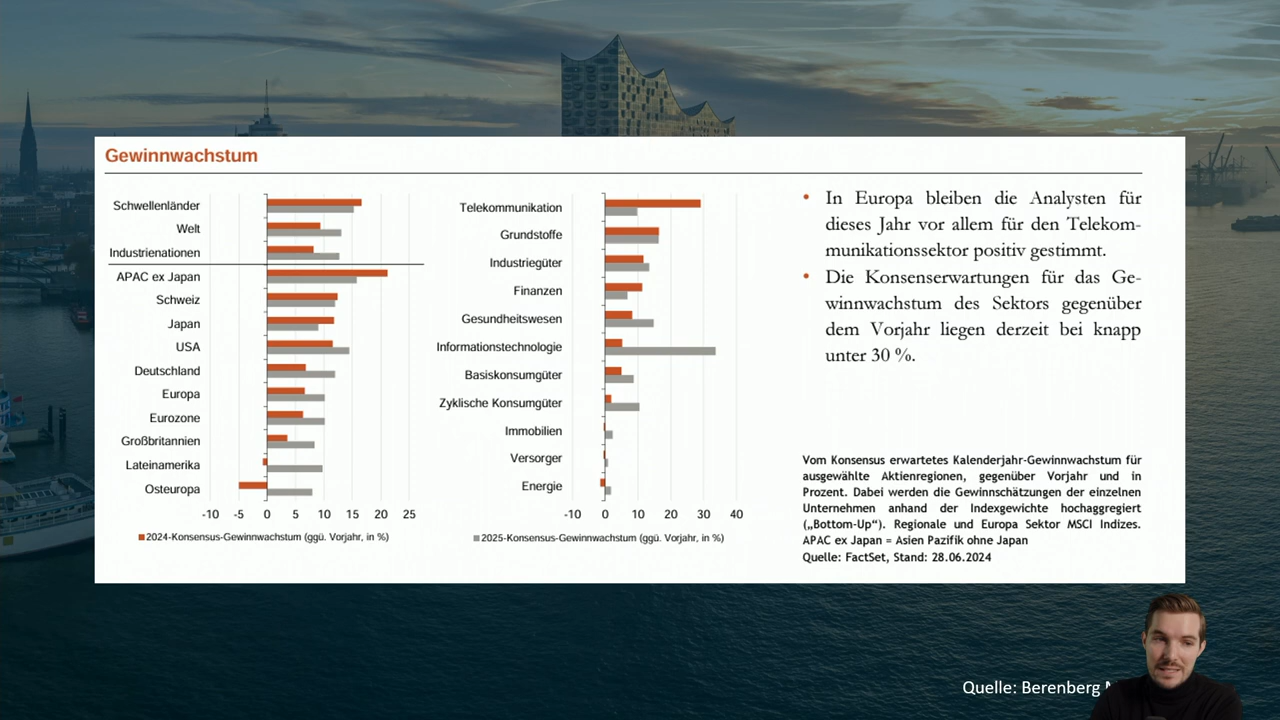 Gewinnwachstum
Schwellenländer
Welt
Industrienationen
APAC ex Japan
Schweiz
Japan
USA
Deutschland
Europa
Eurozone
Großbritannien
Lateinamerika
Osteuropa
-10 -5 0 5 10 15 20 25
2024-Konsensus-Gewinnwachstum (ggü. Vorjahr, in %)
Telekommunikation
Grundstoffe
Industriegüter
Finanzen
Gesundheitswesen
Informationstechnologie
Basiskonsumgüter
Zyklische Konsumgüter
Immobilien
Versorger
Energie
-10 0 10 20 30 40
2025-Konsensus-Gewinnwachstum (ggü. Vorjahr, in %)
• In Europa bleiben die Analysten für
dieses Jahr vor allem für den Telekom-
munikationssektor positiv gestimmt.
• Die Konsenserwartungen für das Ge-
winnwachstum des Sektors gegenüber
dem Vorjahr liegen derzeit bei knapp
unter 30 %.
Vom Konsensus erwartetes Kalenderjahr-Gewinnwachstum für
ausgewählte Aktienregionen, gegenüber Vorjahr und in
Prozent. Dabei werden die Gewinnschätzungen der einzelnen
Unternehmen anhand der Indexgewichte hochaggregiert
(„Bottom-Up“). Regionale und Europa Sektor MSCI Indizes.
APAC ex Japan = Asien Pazifik ohne Japan
Quelle: FactSet, Stand: 28.06.2024
Quelle: Berenberg